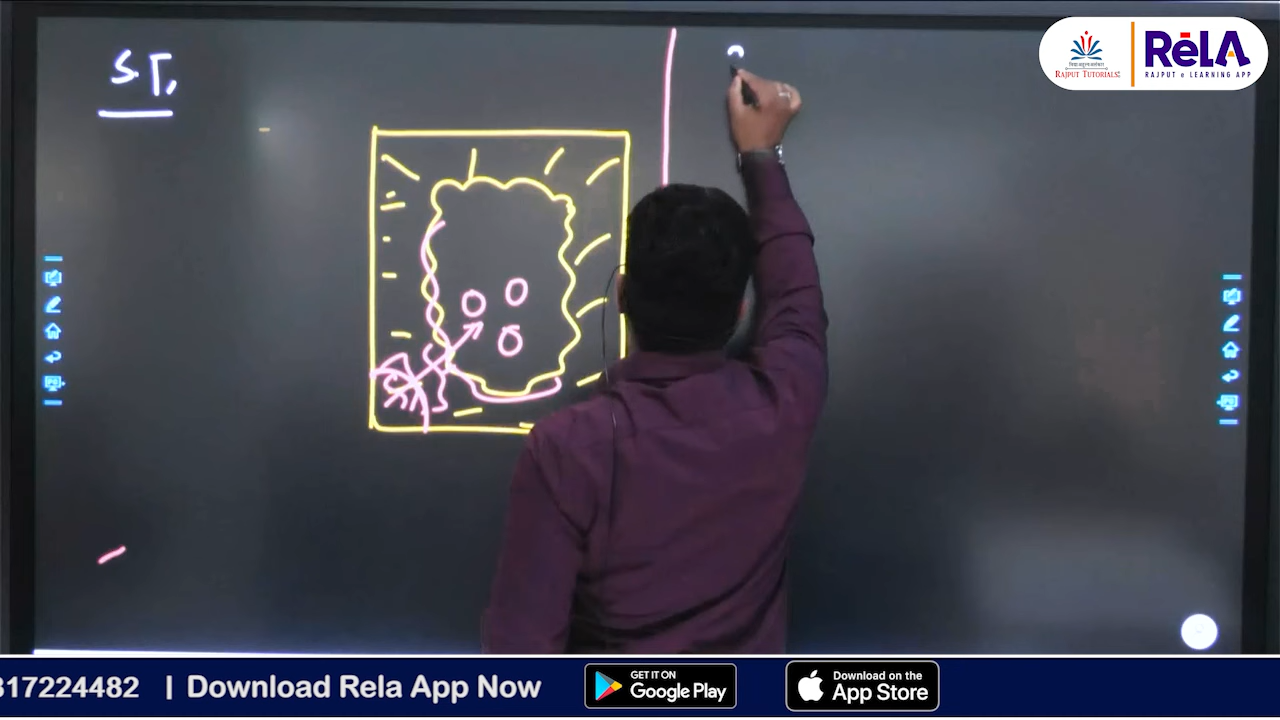 S.T,
RAJPUT TUTORIALS
RēLA
RAJPUT e LEARNING APP
317224482 | Download Rela App Now
GET IT ON
Google Play
Download on the
App Store